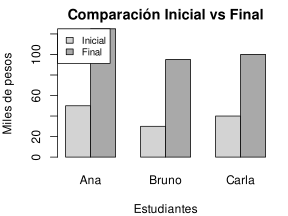 Comparación Inicial vs Final
Inicial
Final
Miles de pesos
0
20
60
100
Ana
Bruno
Carla
Estudiantes